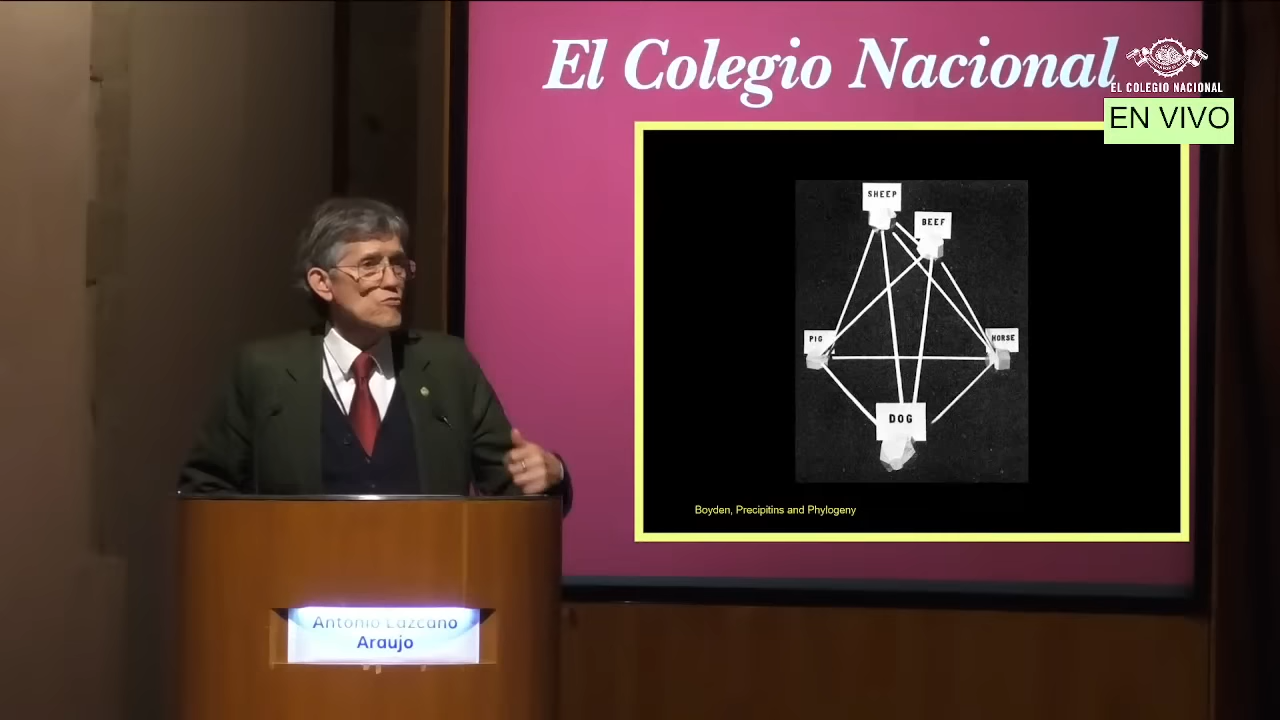 El Colegio Nacional
EL COLEGIO NACIONAL
EN VIVO
SHEEP
BEEF
PIG
HORSE
DOG
Boyden, Precipitins and Phylogeny
Antonio Lazcano
Araujo